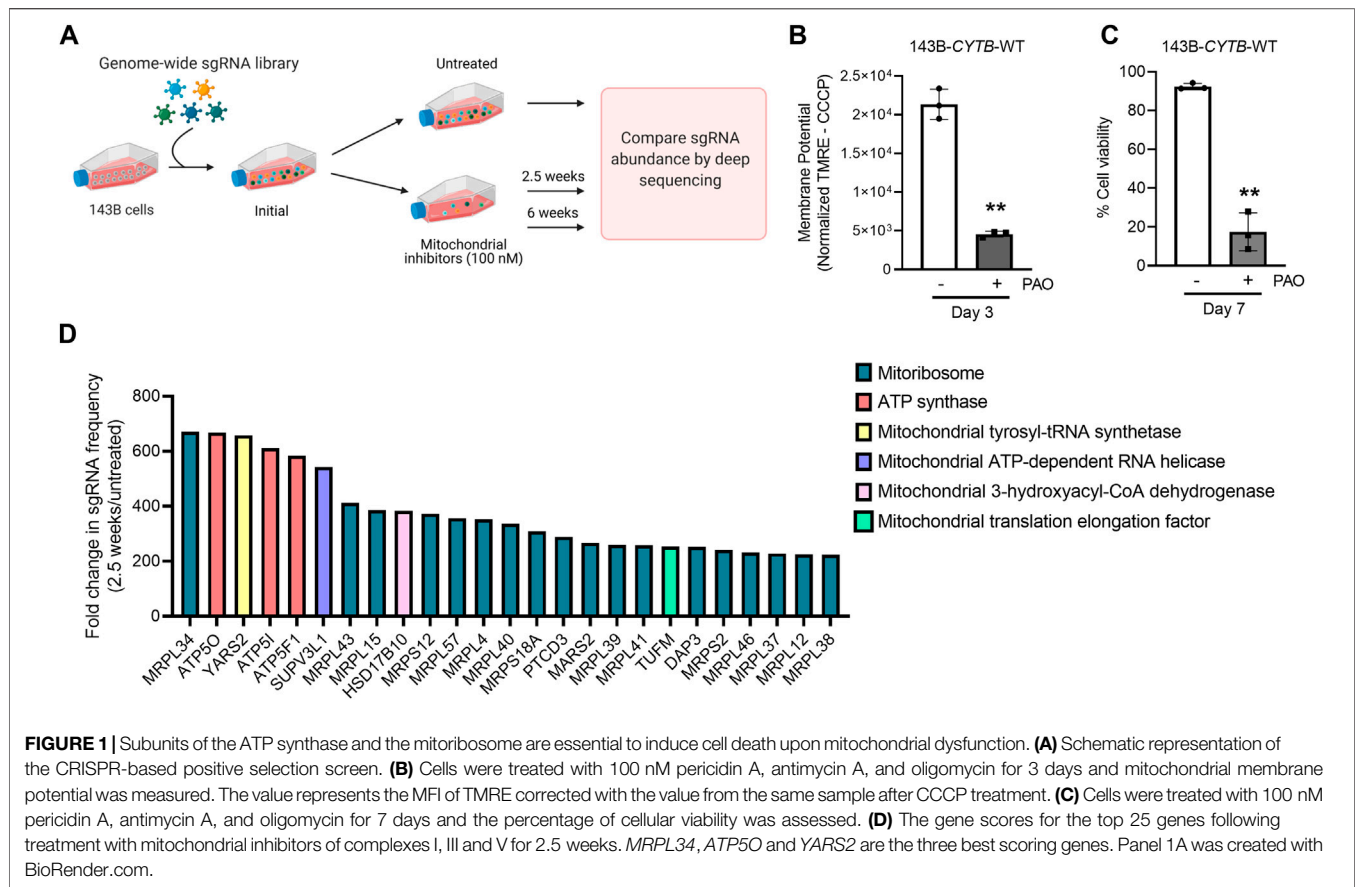 A
Genome-wide sgRNA library
143B cells
Initial
Untreated
Mitochondrial
inhibitors (100 nM)
2.5 weeks
6 weeks
Compare sgRNA
abundance by deep
sequencing
B
143B-CYTB-WT
Membrane Potential
(Normalized TMRE - CCCP)
2.5×10⁴
2×10⁴
1.5×10⁴
1×10⁴
5×10³
0
**
- + PAO
Day 3
C
143B-CYTB-WT
% Cell viability
100
80
60
40
20
0
**
- + PAO
Day 7
D
Fold change in sgRNA frequency
(2.5 weeks/untreated)
800
600
400
200
0
MRPL34
ATP5O
YARS2
ATP5I
ATP5F1
SUPV3L1
MRPL43
MRPL15
HSD17B10
MRPS12
MRPL57
MRPL4
MRPL40
MRPS18A
PTCD3
MARS2
MRPL39
MRPL41
TUFM
DAP3
MRPS2
MRPL46
MRPL37
MRPL12
MRPL38
Mitoribosome
ATP synthase
Mitochondrial tyrosyl-tRNA synthetase
Mitochondrial ATP-dependent RNA helicase
Mitochondrial 3-hydroxyacyl-CoA dehydrogenase
Mitochondrial translation elongation factor
FIGURE 1 | Subunits of the ATP synthase and the mitoribosome are essential to induce cell death upon mitochondrial dysfunction. (A) Schematic representation of
the CRISPR-based positive selection screen. (B) Cells were treated with 100 nM pericidin A, antimycin A, and oligomycin for 3 days and mitochondrial membrane
potential was measured. The value represents the MFI of TMRE corrected with the value from the same sample after CCCP treatment. (C) Cells were treated with 100 nM
pericidin A, antimycin A, and oligomycin for 7 days and the percentage of cellular viability was assessed. (D) The gene scores for the top 25 genes following
treatment with mitochondrial inhibitors of complexes I, III and V for 2.5 weeks. MRPL34, ATP5O and YARS2 are the three best scoring genes. Panel 1A was created with
BioRender.com.